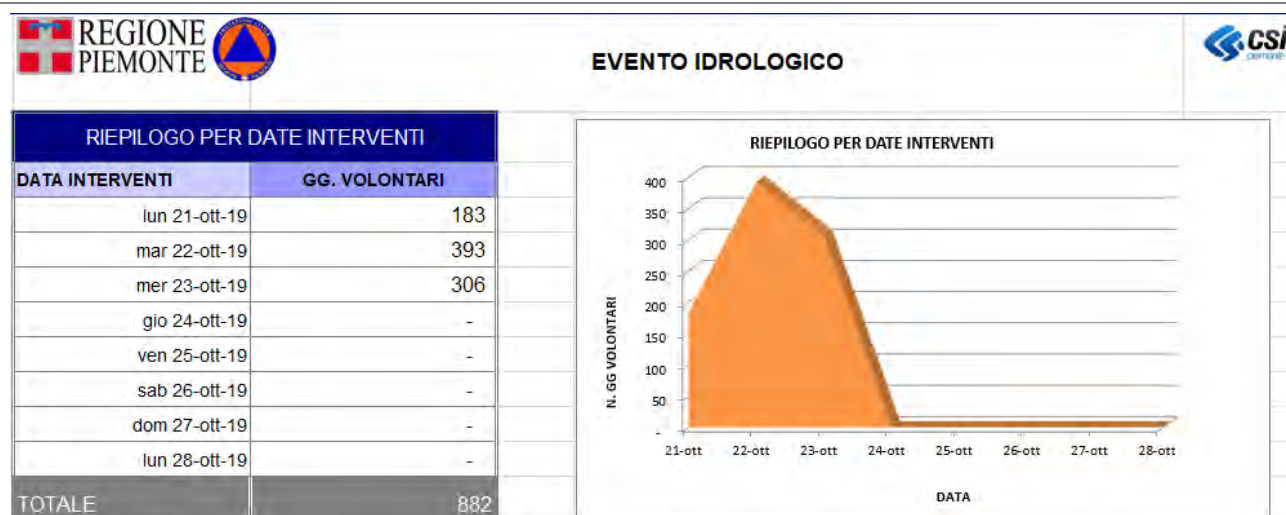 REGIONE
PIEMONTE
EVENTO IDROLOGICO
csi
piemonte
RIEPILOGO PER DATE INTERVENTI
DATA INTERVENTI GG. VOLONTARI
lun 21-ott-19 183
mar 22-ott-19 393
mer 23-ott-19 306
gio 24-ott-19 -
ven 25-ott-19 -
sab 26-ott-19 -
dom 27-ott-19 -
lun 28-ott-19 -
TOTALE 882
RIEPILOGO PER DATE INTERVENTI
400
350
300
250
200
150
100
50
-
N. GG VOLONTARI
21-ott 22-ott 23-ott 24-ott 25-ott 26-ott 27-ott 28-ott
DATA